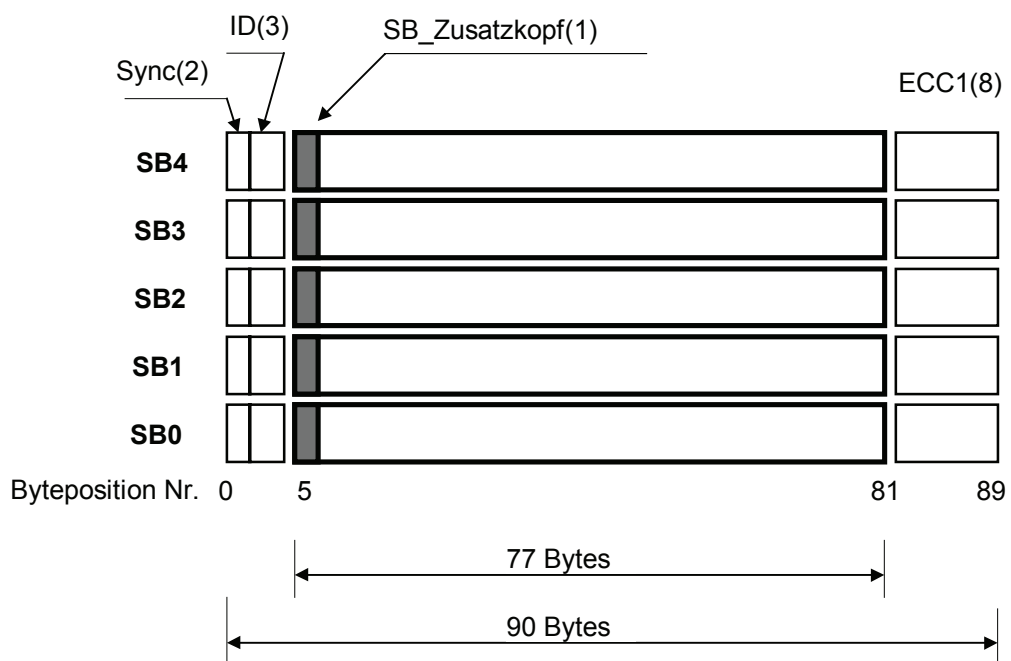 ID(3)
SB_Zusatzkopf(1)
Sync(2)
ECC1(8)
SB4
SB3
SB2
SB1
SB0
Byteposition Nr. 0 5 81 89
77 Bytes
90 Bytes